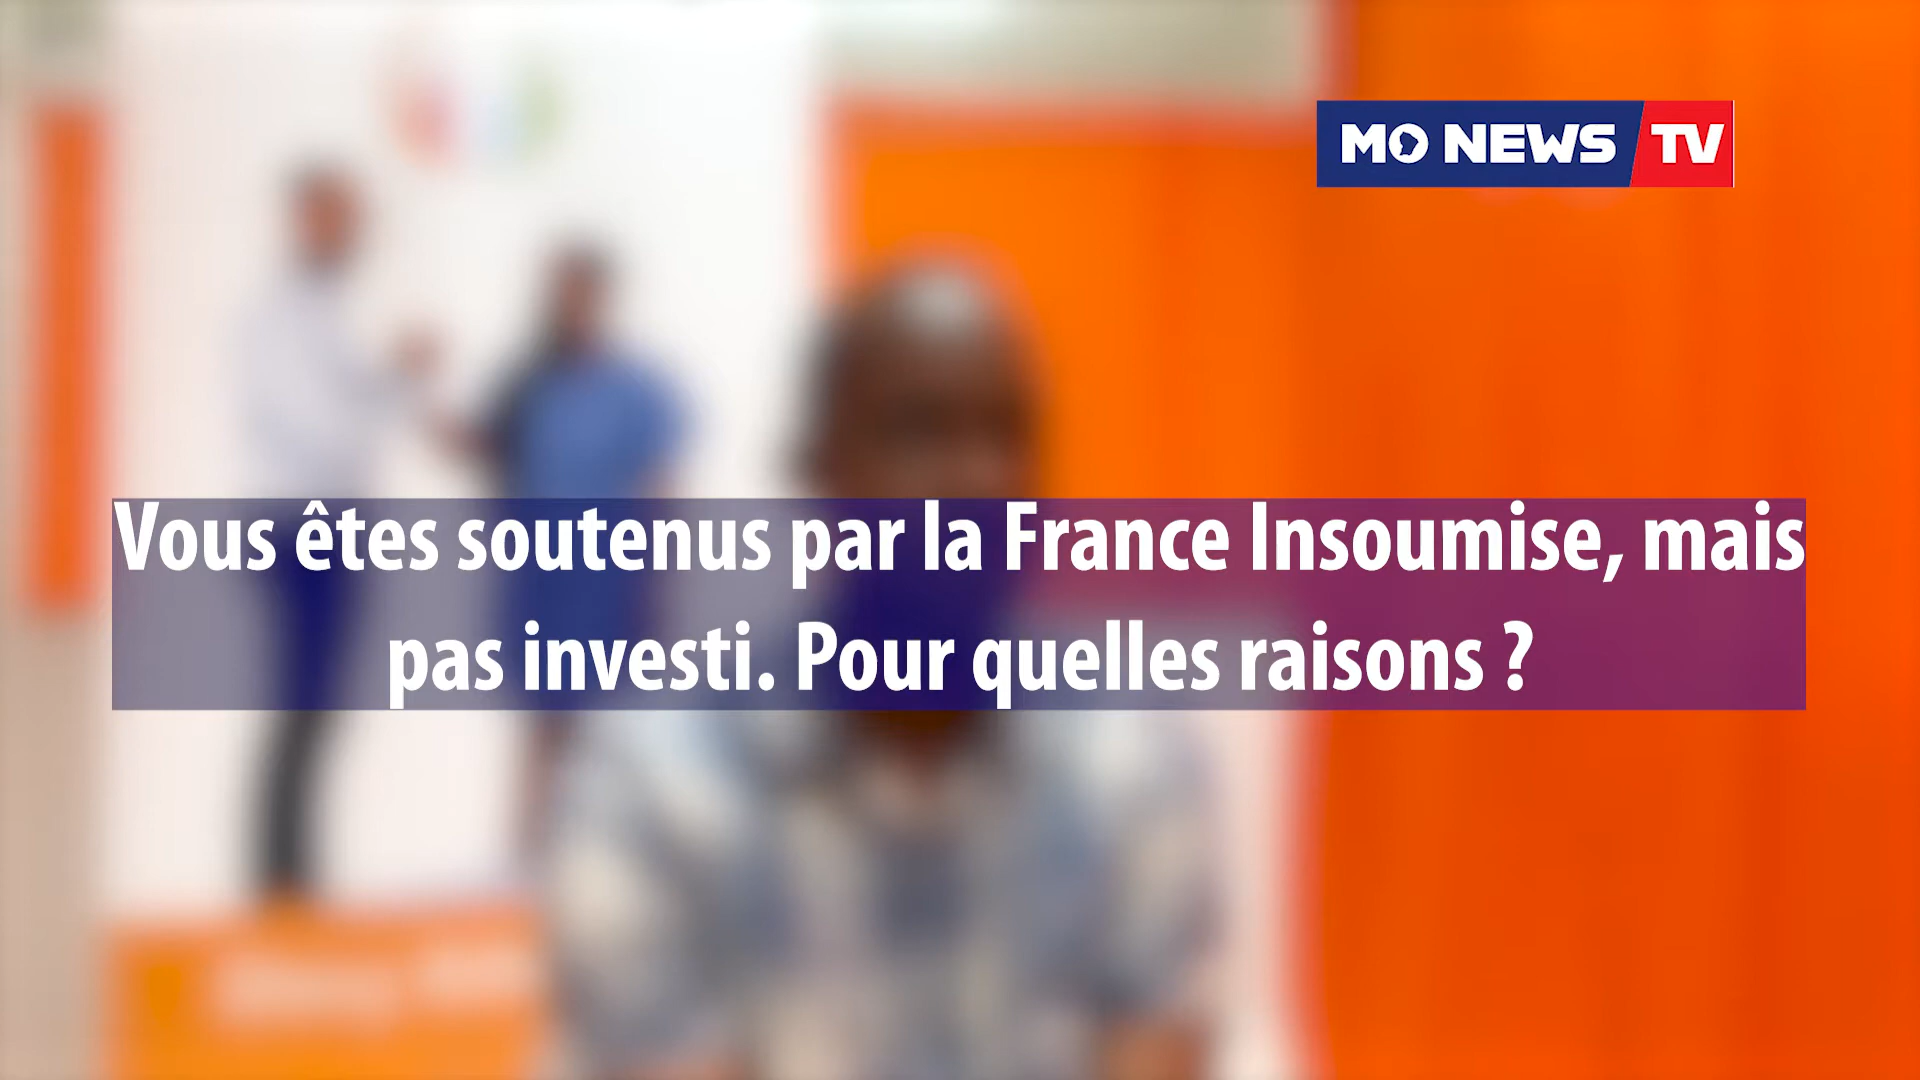 MO NEWS TV
Vous êtes soutenus par la France Insoumise, mais
pas investi. Pour quelles raisons ?